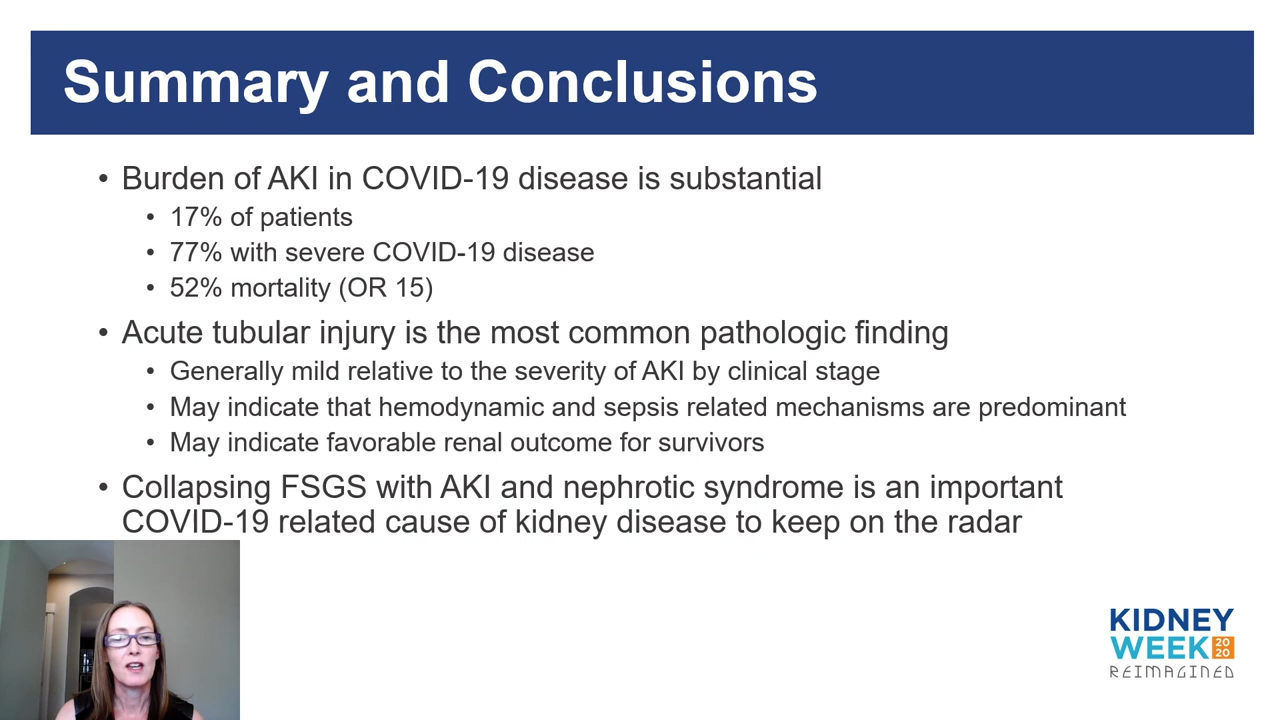 Summary and Conclusions
• Burden of AKI in COVID-19 disease is substantial
• 17% of patients
• 77% with severe COVID-19 disease
• 52% mortality (OR 15)
• Acute tubular injury is the most common pathologic finding
• Generally mild relative to the severity of AKI by clinical stage
• May indicate that hemodynamic and sepsis related mechanisms are predominant
• May indicate favorable renal outcome for survivors
• Collapsing FSGS with AKI and nephrotic syndrome is an important
COVID-19 related cause of kidney disease to keep on the radar
KIDNEY
WEEK 2020
REIMAGINED